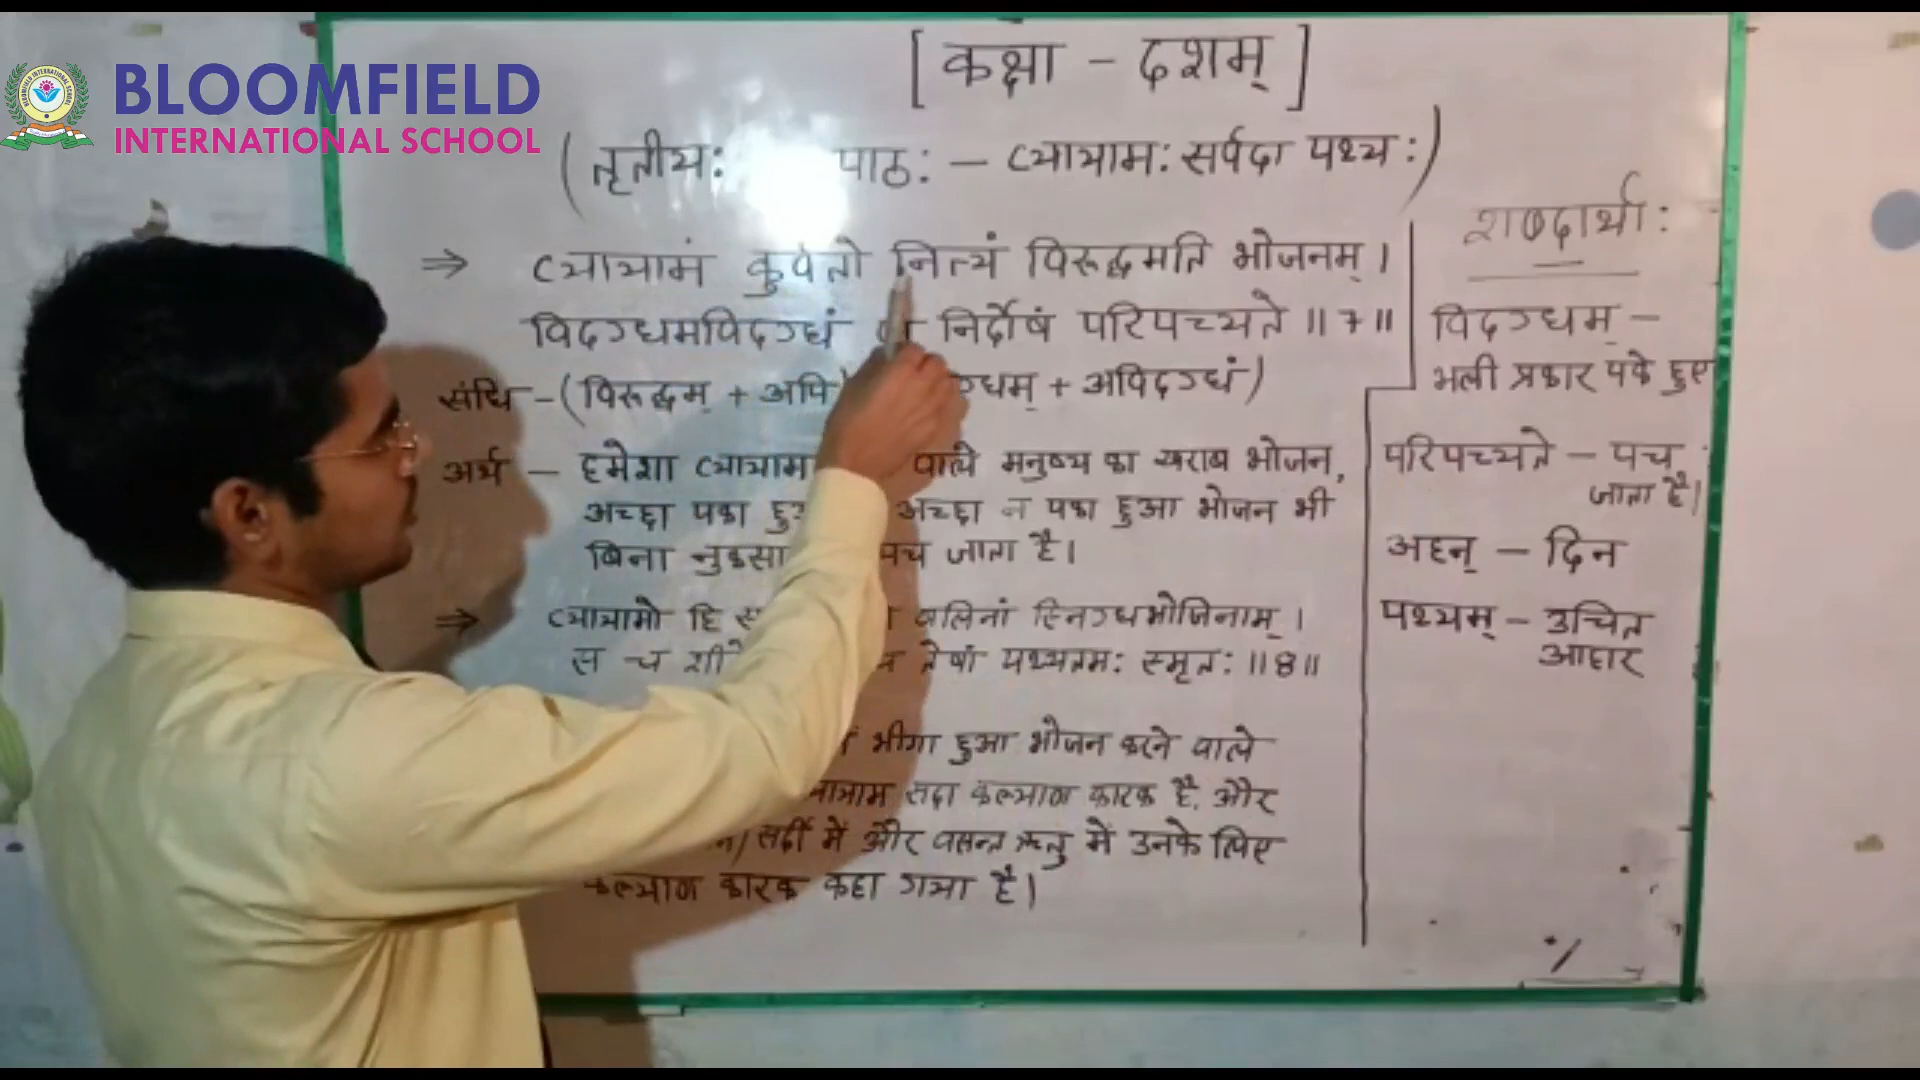 BLOOMFIELD
INTERNATIONAL SCHOOL
[ कक्षा - दशम् ]
(तृतीय: पाठ: - व्यायाम: सर्वदा पथ्य:)
⇒ व्यायामं कुर्वतो नित्यं विरूद्धमपि भोजनम् ।
विदग्धमविदग्धं निर्दोषं परिपच्यते ॥7॥
संधि - (विरूद्धम् + अपि ग्धम् + अविदग्धं)
अर्थ - हमेशा व्यायाम वाले मनुष्य का खराब भोजन,
अच्छा पका अच्छा न पका हुआ भोजन भी
बिना नुकसा पच जाता है।
⇒ व्यायामो हि बलिनां स्निग्धभोजिनाम् ।
स च शी तेषां पथ्यतम: स्मृत: ॥8॥
भीगा हुआ भोजन करने वाले
यायाम सदा कल्याण कारक है, और
सर्दी में और वसन्त ऋतु में उनके लिए
कल्याण कारक कहा गया है।
शब्दार्था:
विदग्धम् -
भली प्रकार पके हुए
परिपच्यते - पच
जाता है।
अहन् - दिन
पथ्यम् - उचित
आहार